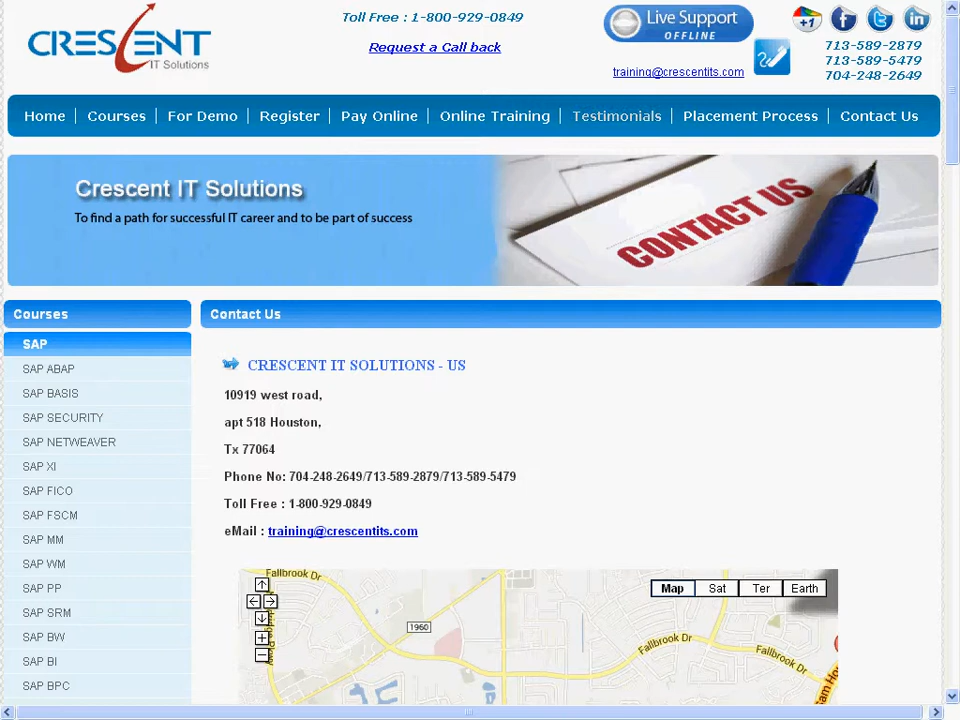 CRESCENT
IT Solutions
Toll Free : 1-800-929-0849
Request a Call back
Live Support
OFFLINE
training@crescentits.com
+1
713-589-2879
713-589-5479
704-248-2649
Home
Courses
For Demo
Register
Pay Online
Online Training
Testimonials
Placement Process
Contact Us
Crescent IT Solutions
To find a path for successful IT career and to be part of success
CONTACT US
Courses
SAP
SAP ABAP
SAP BASIS
SAP SECURITY
SAP NETWEAVER
SAP XI
SAP FICO
SAP FSCM
SAP MM
SAP WM
SAP PP
SAP SRM
SAP BW
SAP BI
SAP BPC
Contact Us
CRESCENT IT SOLUTIONS - US
10919 west road,
apt 518 Houston,
Tx 77064
Phone No: 704-248-2649/713-589-2879/713-589-5479
Toll Free : 1-800-929-0849
eMail : training@crescentits.com
Fallbrook Dr
1960
Map
Sat
Ter
Earth
Fallbrook Dr
Fallbrook Dr